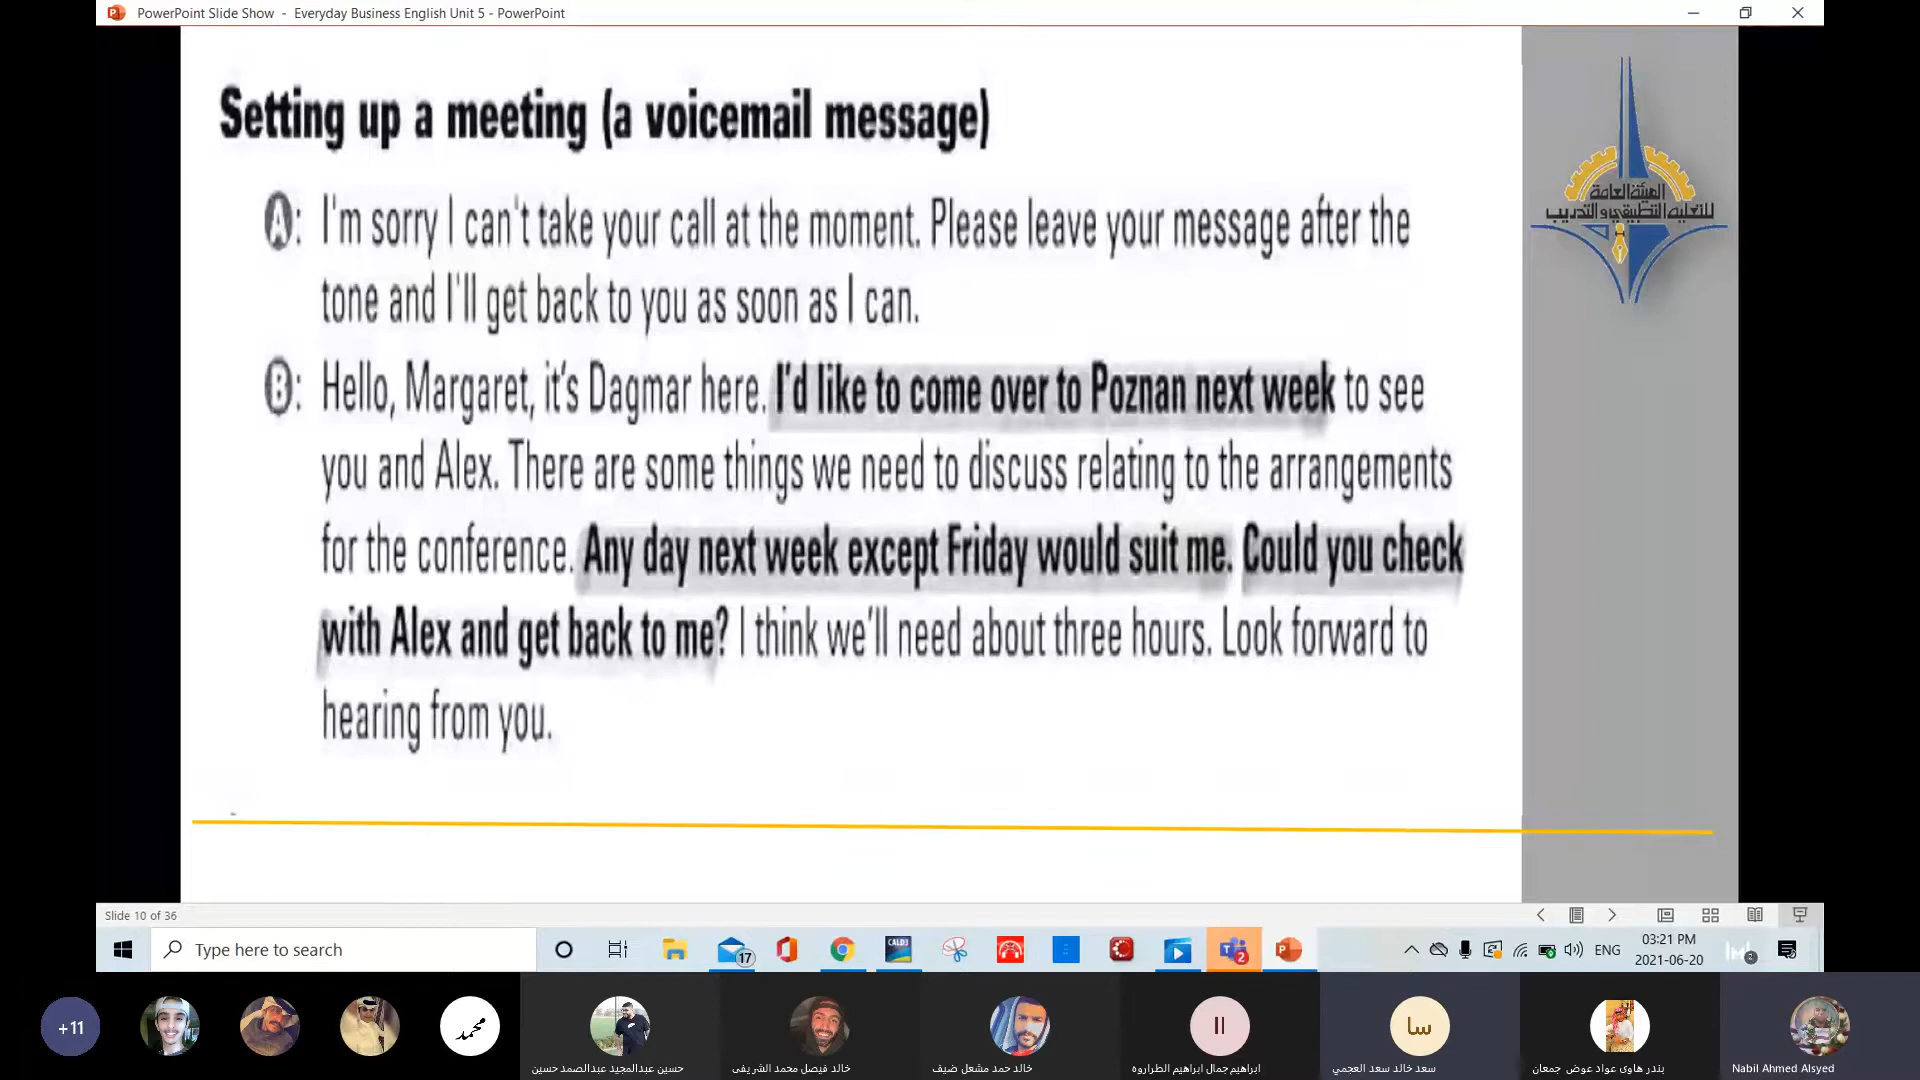 PowerPoint Slide Show - Everyday Business English Unit 5 - PowerPoint
Setting up a meeting (a voicemail message)
A: I'm sorry I can't take your call at the moment. Please leave your message after the
tone and I'll get back to you as soon as I can.
B: Hello, Margaret, it's Dagmar here. I'd like to come over to Poznan next week to see
you and Alex. There are some things we need to discuss relating to the arrangements
for the conference. Any day next week except Friday would suit me. Could you check
with Alex and get back to me? I think we'll need about three hours. Look forward to
hearing from you.
الهيئة العامة
للتعليم التطبيقي والتدريب
Slide 10 of 36
Type here to search
17
CALD3
2
ENG
03:21 PM
2021-06-20
2
+11
محمد
II
سا
حسين عبدالمجيد عبدالصمد حسين
خالد فيصل محمد الشريفى
خالد حمد مشعل ضيف
ابراهيم جمال ابراهيم الطراروه
سعد خالد سعد العجمي
بندر هاوى عواد عوض جمعان
Nabil Ahmed Alsyed